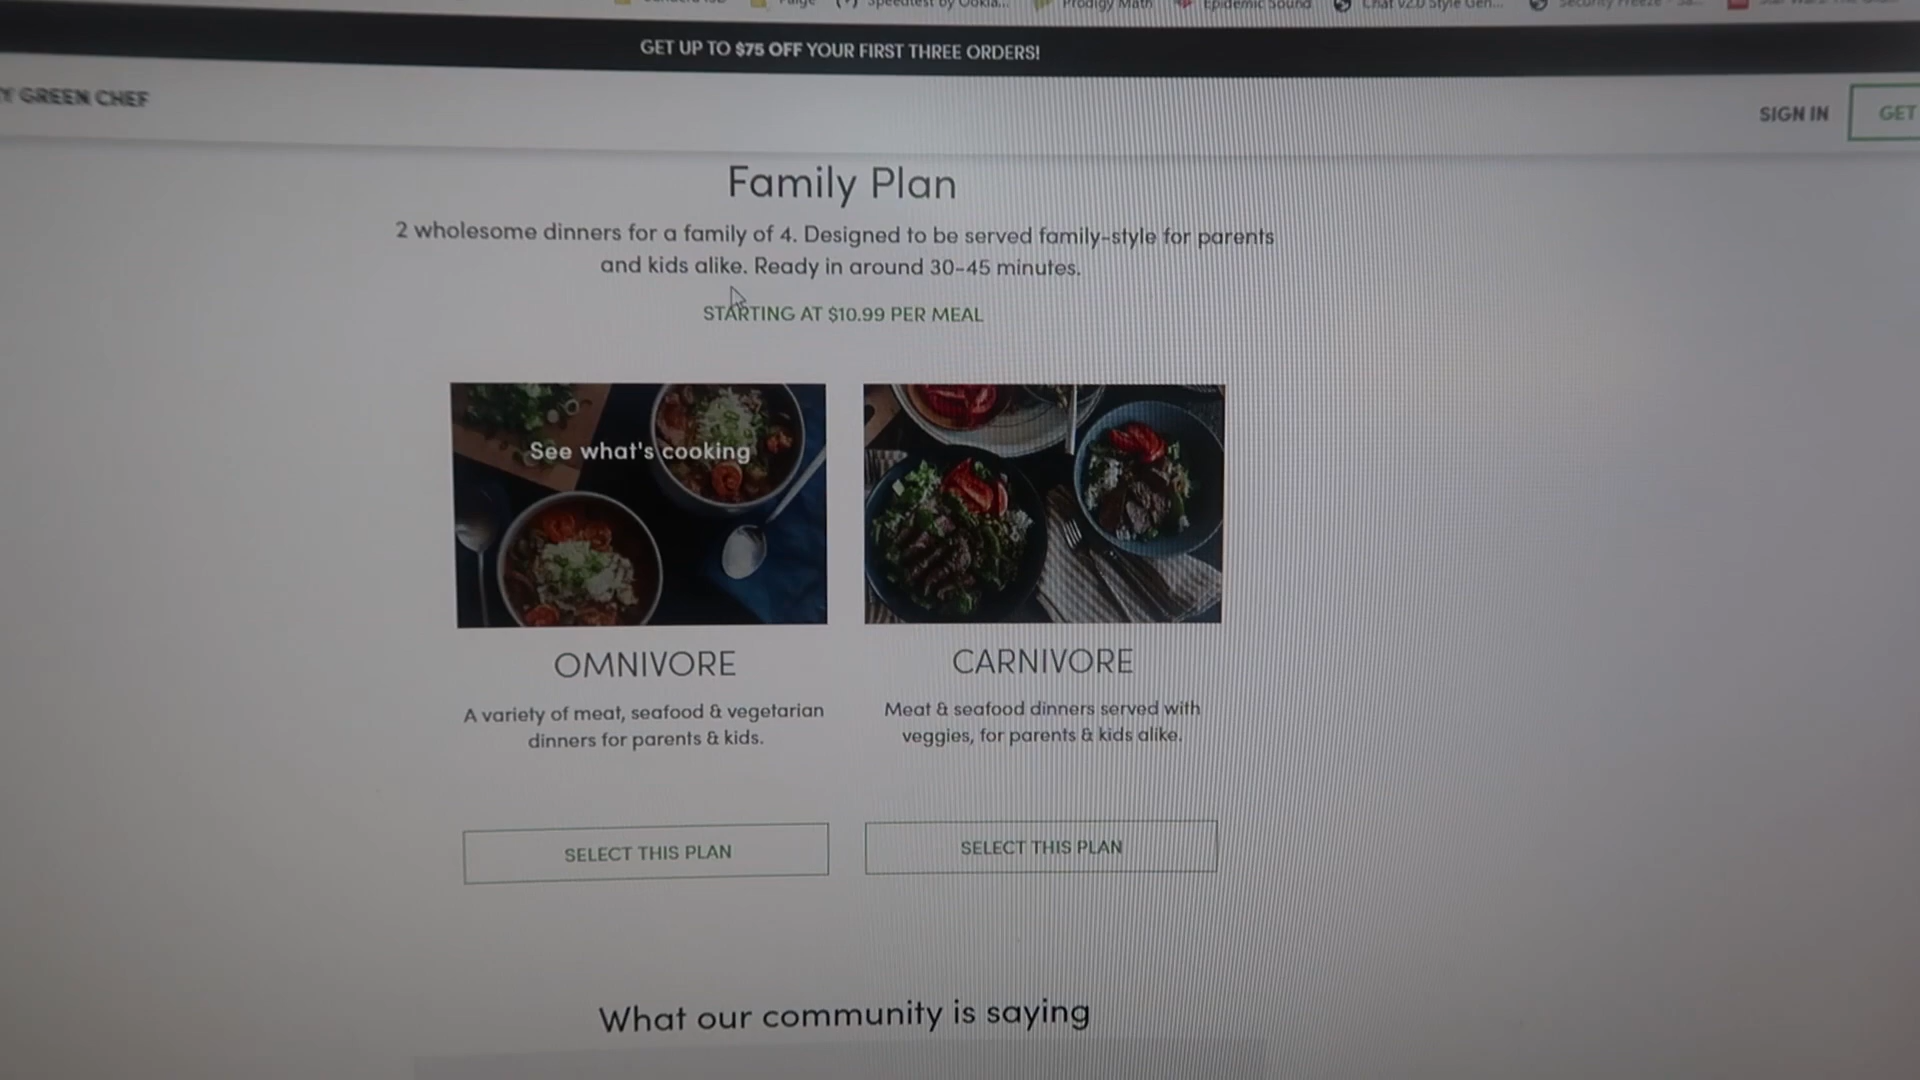 Prodigy Math
Epidemic Sound
GET UP TO $75 OFF YOUR FIRST THREE ORDERS!
Y GREEN CHEF
SIGN IN
GET
Family Plan
2 wholesome dinners for a family of 4. Designed to be served family-style for parents
and kids alike. Ready in around 30-45 minutes.
STARTING AT $10.99 PER MEAL
See what's cooking
OMNIVORE
CARNIVORE
A variety of meat, seafood & vegetarian
dinners for parents & kids.
Meat & seafood dinners served with
veggies, for parents & kids alike.
SELECT THIS PLAN
SELECT THIS PLAN
What our community is saying